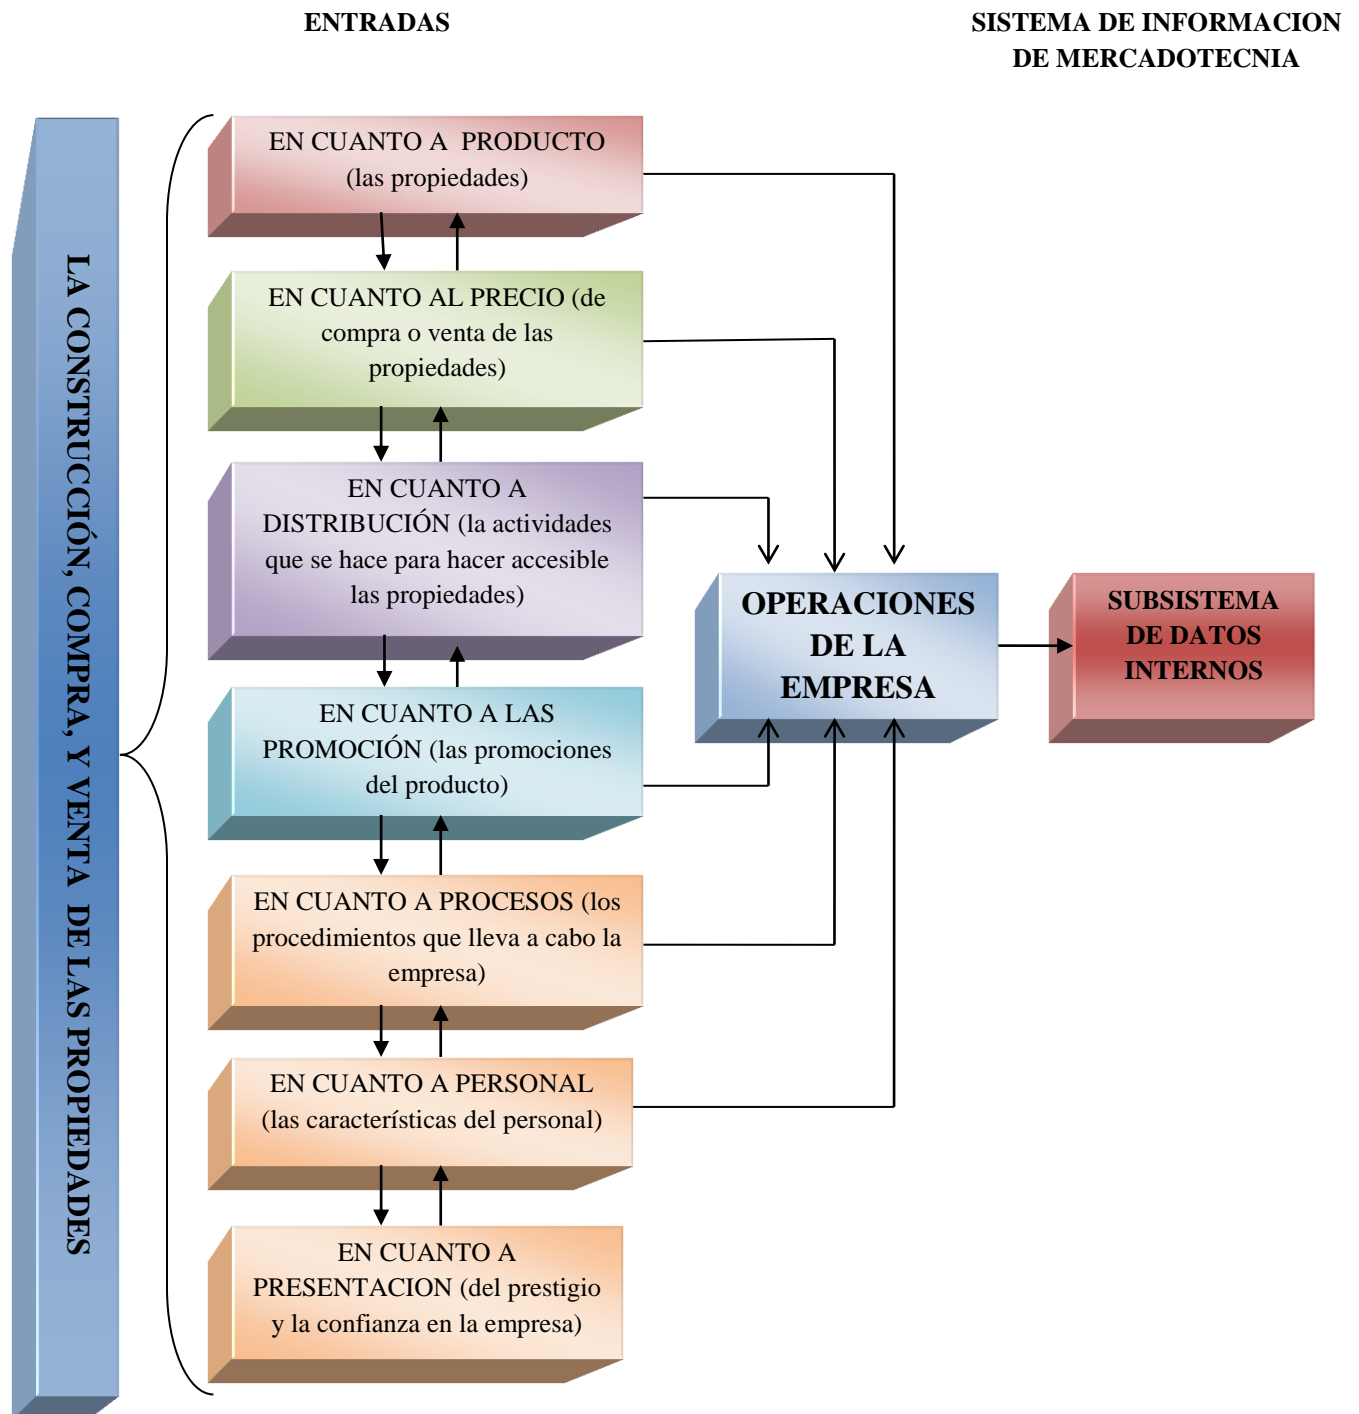 ENTRADAS
SISTEMA DE INFORMACION
DE MERCADOTECNIA
LA CONSTRUCCIÓN, COMPRA, Y VENTA DE LAS PROPIEDADES
EN CUANTO A PRODUCTO
(las propiedades)
EN CUANTO AL PRECIO (de
compra o venta de las
propiedades)
EN CUANTO A
DISTRIBUCIÓN (la actividades
que se hace para hacer accesible
las propiedades)
EN CUANTO A LAS
PROMOCIÓN (las promociones
del producto)
EN CUANTO A PROCESOS (los
procedimientos que lleva a cabo la
empresa)
EN CUANTO A PERSONAL
(las características del personal)
EN CUANTO A
PRESENTACION (del prestigio
y la confianza en la empresa)
OPERACIONES
DE LA
EMPRESA
SUBSISTEMA
DE DATOS
INTERNOS